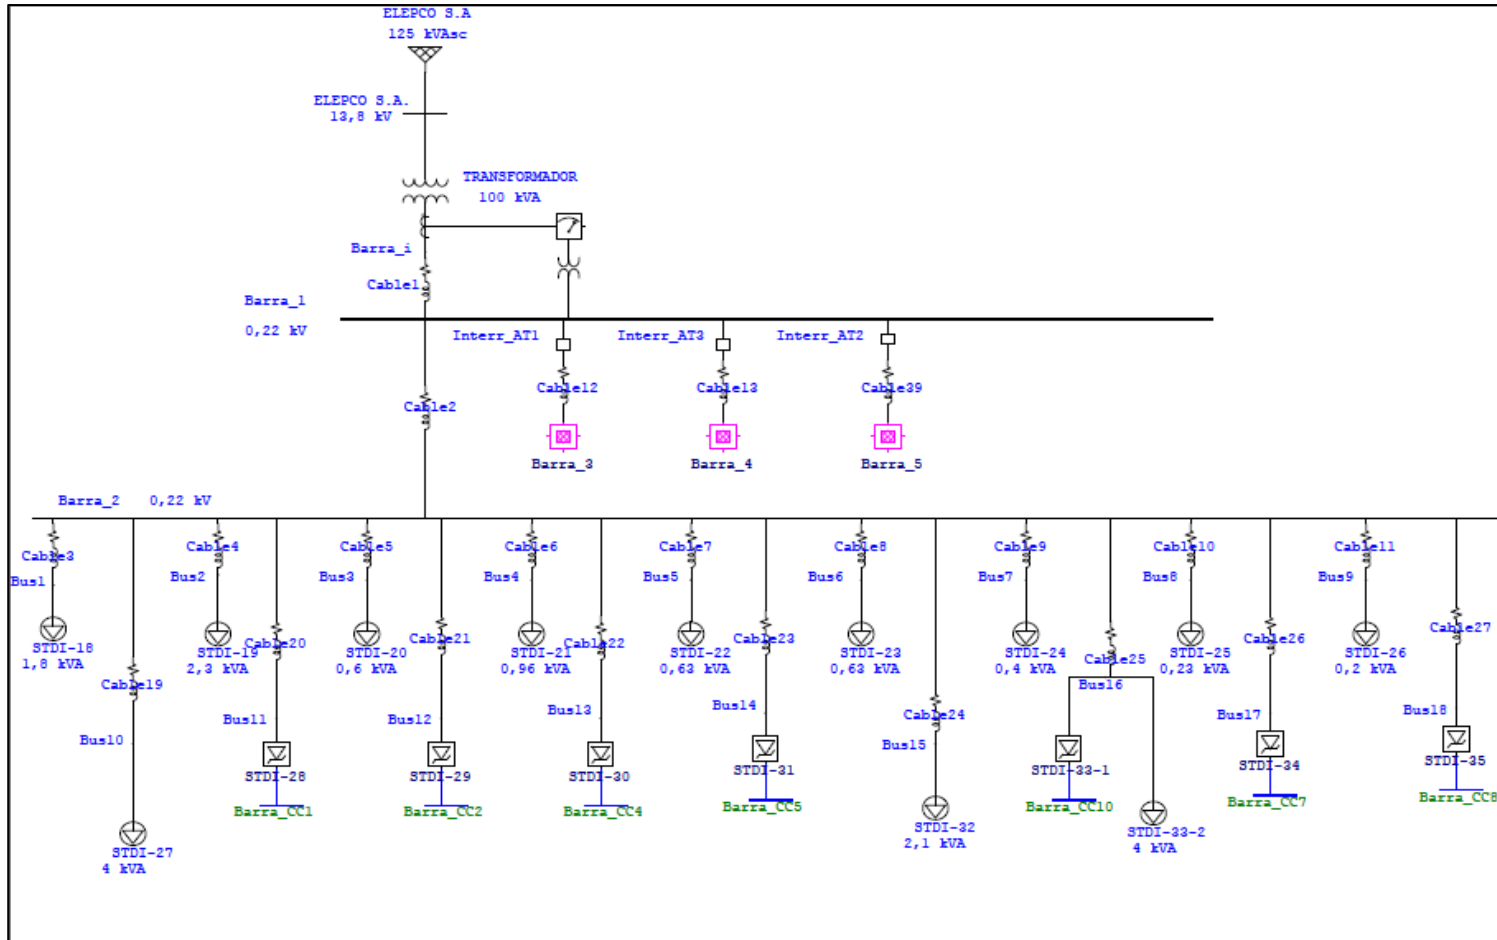 ELEPCO S.A
125 kVAsc
ELEPCO S.A.
13,8 kV
TRANSFORMADOR
100 kVA
Barra_i
Cable1
Barra_1
0,22 kV
Interr_AT1
Interr_AT3
Interr_AT2
Cable12
Cable13
Cable39
Cable2
Barra_3
Barra_4
Barra_5
Barra_2 0,22 kV
Cable3
Cable4
Cable5
Cable6
Cable7
Cable8
Cable9
Cable10
Cable11
Bus1
Bus2
Bus3
Bus4
Bus5
Bus6
Bus7
Bus8
Bus9
STDI-18
1,8 kVA
STDI-19
2,3 kVA
Cable20
STDI-20
0,6 kVA
Cable21
STDI-21
0,96 kVA
Cable22
STDI-22
0,63 kVA
Cable23
STDI-23
0,63 kVA
STDI-24
0,4 kVA
Cable25
STDI-25
0,23 kVA
Cable26
STDI-26
0,2 kVA
Cable27
Cable19
Bus16
Cable24
Bus10
Bus11
Bus12
Bus13
Bus14
Bus15
Bus17
Bus18
STDI-28
STDI-29
STDI-30
STDI-31
STDI-33-1
STDI-34
STDI-35
Barra_CC1
Barra_CC2
Barra_CC4
Barra_CC5
Barra_CC10
Barra_CC7
Barra_CC8
STDI-27
4 kVA
STDI-32
2,1 kVA
STDI-33-2
4 kVA